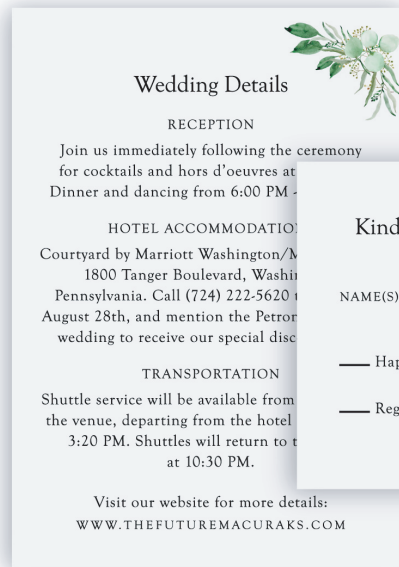 Wedding Details
RECEPTION
Join us immediately following the ceremony
for cocktails and hors d'oeuvres at
Dinner and dancing from 6:00 PM -
HOTEL ACCOMMODATIO
Courtyard by Marriott Washington/M
1800 Tanger Boulevard, Washin
Pennsylvania. Call (724) 222-5620
August 28th, and mention the Petron
wedding to receive our special disc
TRANSPORTATION
Shuttle service will be available from
the venue, departing from the hotel
3:20 PM. Shuttles will return to t
at 10:30 PM.
Visit our website for more details:
WWW.THEFUTUREMACURAKS.COM
Kind
NAME(S)
Hap
Reg